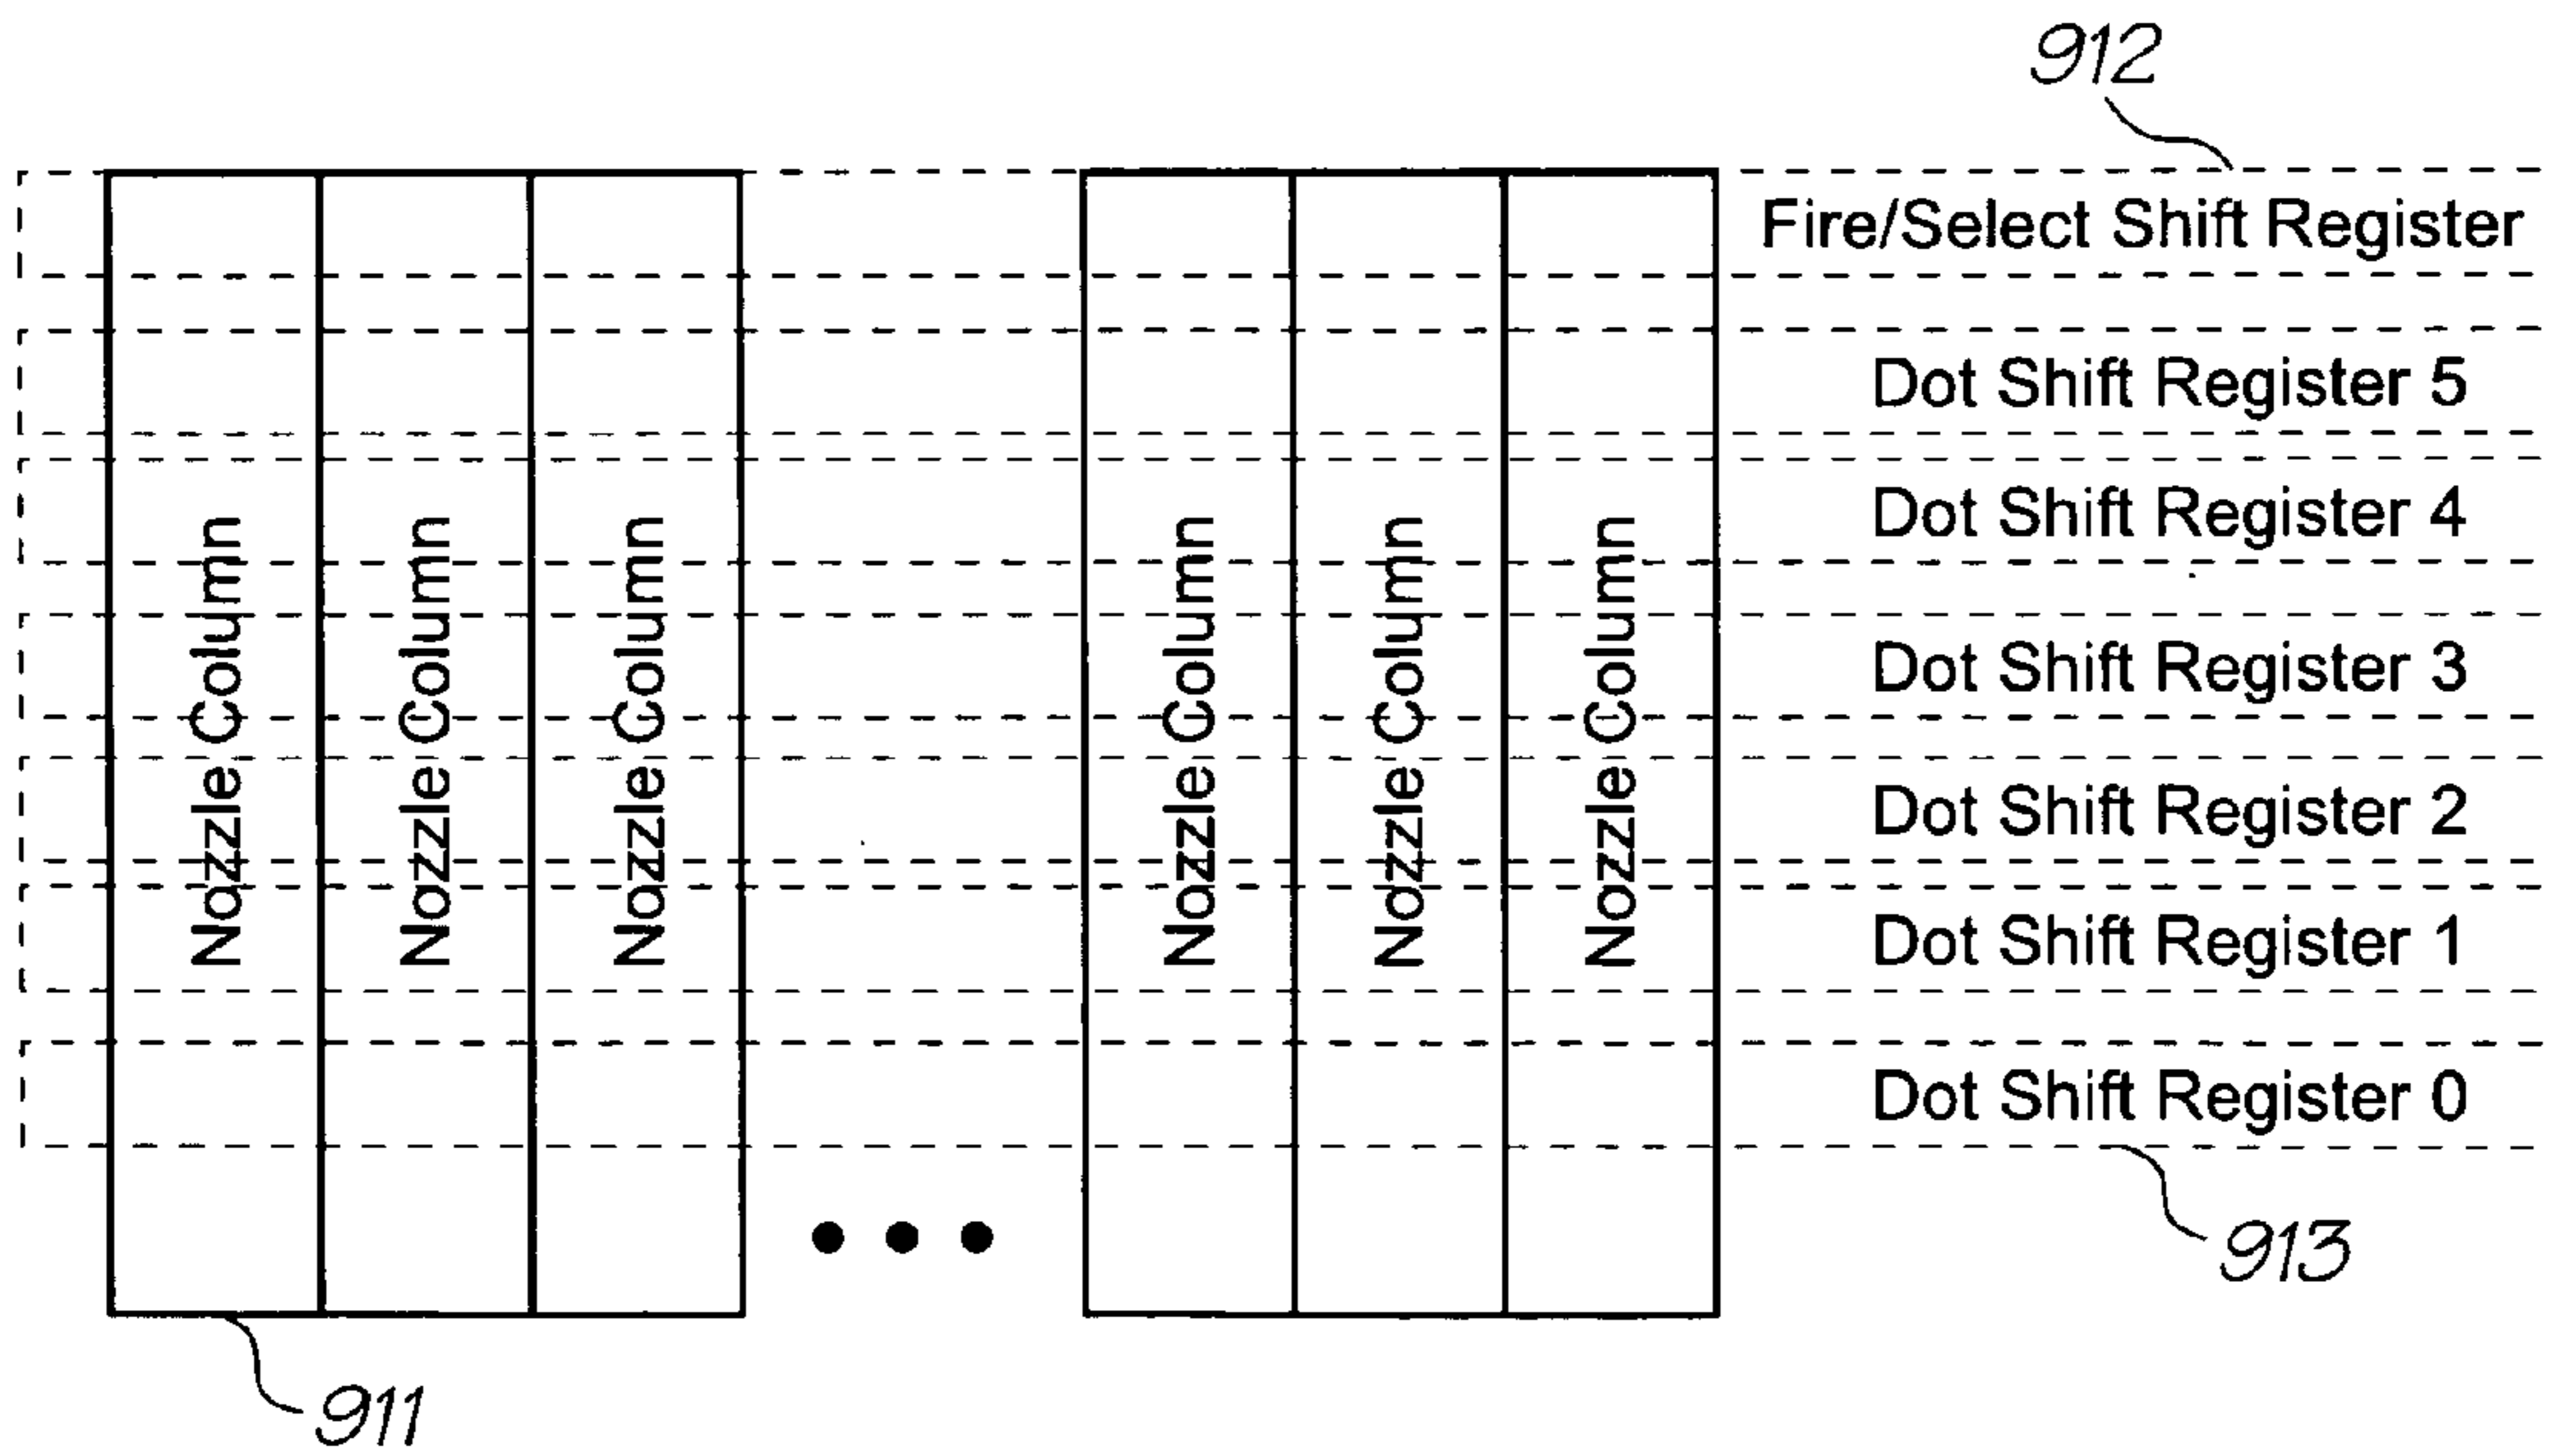 912
Fire/Select Shift Register
Dot Shift Register 5
Dot Shift Register 4
Dot Shift Register 3
Dot Shift Register 2
Dot Shift Register 1
Dot Shift Register 0
Nozzle Column
Nozzle Column
Nozzle Column
Nozzle Column
Nozzle Column
Nozzle Column
913
911